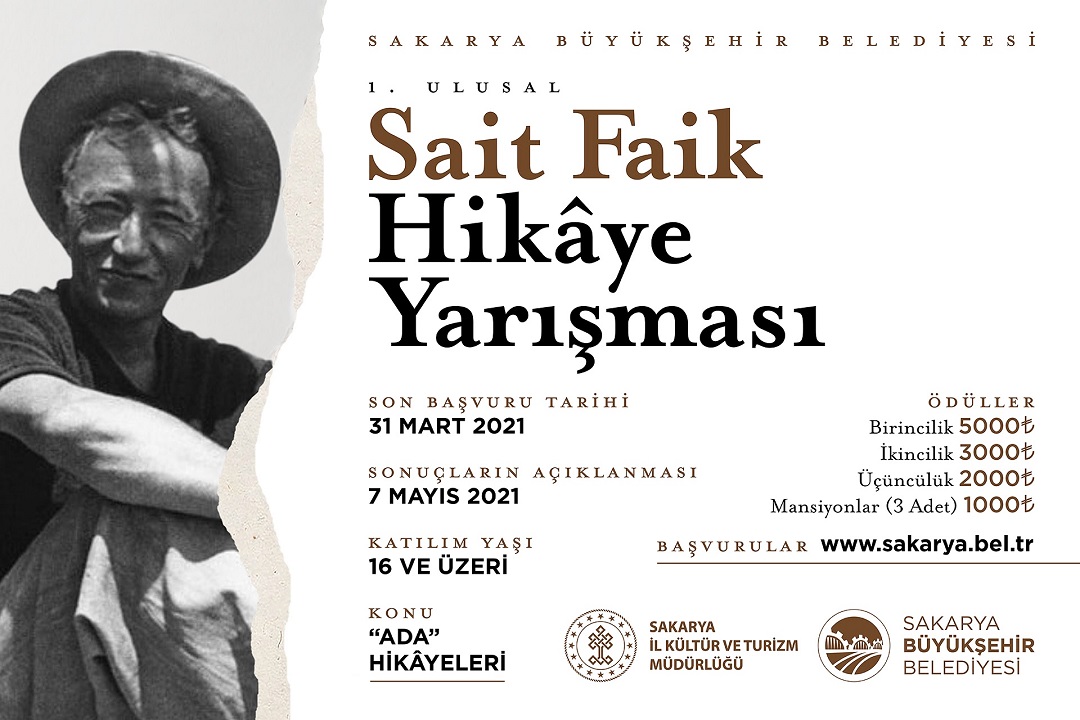 SAKARYA BÜYÜKŞEHİR BELEDİYESİ
1. ULUSAL
Sait Faik
Hikâye
Yarışması
SON BAŞVURU TARİHİ
31 MART 2021
SONUÇLARIN AÇIKLANMASI
7 MAYIS 2021
KATILIM YAŞI
16 VE ÜZERİ
KONU
“ADA”
HİKÂYELERİ
ÖDÜLLER
Birincilik 5000₺
İkincilik 3000₺
Üçüncülük 2000₺
Mansiyonlar (3 Adet) 1000₺
BAŞVURULAR www.sakarya.bel.tr
SAKARYA
İL KÜLTÜR VE TURİZM
MÜDÜRLÜĞÜ
SAKARYA
BÜYÜKŞEHİR
BELEDİYESİ